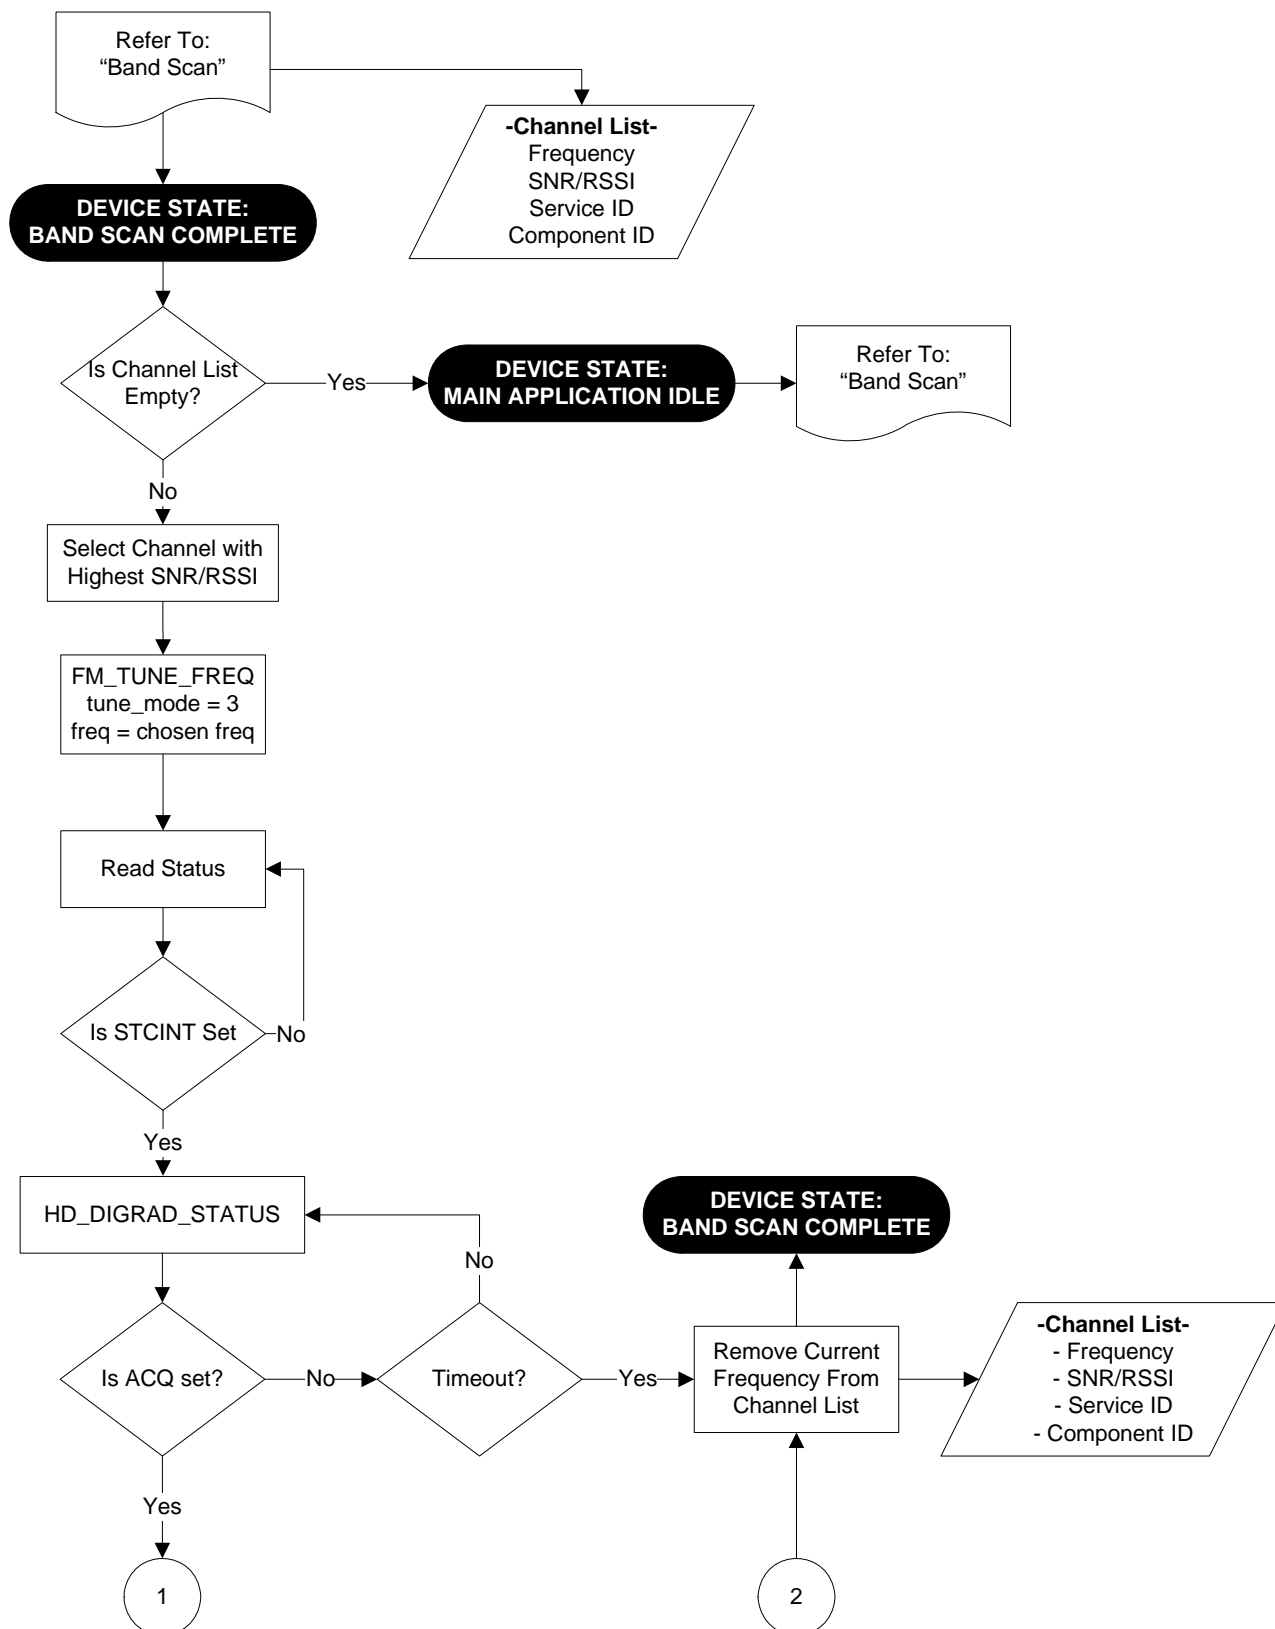 Refer To:
“Band Scan”
-Channel List-
Frequency
SNR/RSSI
Service ID
Component ID
DEVICE STATE:
BAND SCAN COMPLETE
Is Channel List
Empty?
Yes
DEVICE STATE:
MAIN APPLICATION IDLE
Refer To:
“Band Scan”
No
Select Channel with
Highest SNR/RSSI
FM_TUNE_FREQ
tune_mode = 3
freq = chosen freq
Read Status
Is STCINT Set
No
Yes
HD_DIGRAD_STATUS
Is ACQ set?
No
Timeout?
No
Yes
Remove Current
Frequency From
Channel List
DEVICE STATE:
BAND SCAN COMPLETE
-Channel List-
- Frequency
- SNR/RSSI
- Service ID
- Component ID
Yes
1
2